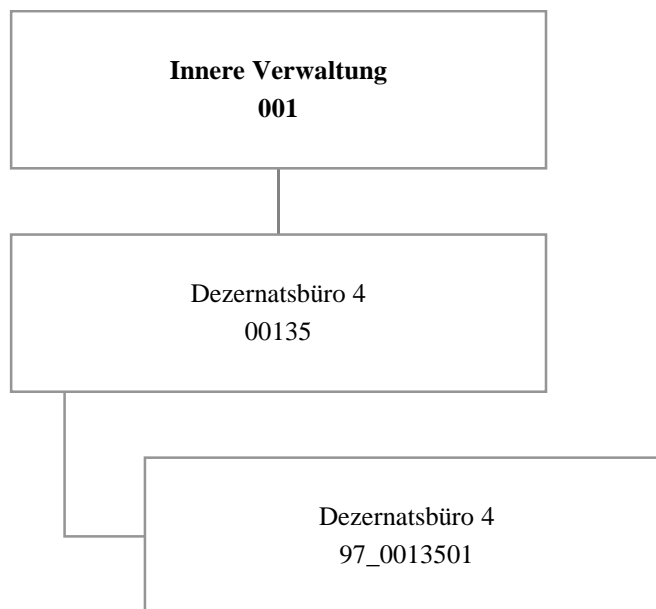 Innere Verwaltung
001
Dezernatsbüro 4
00135
Dezernatsbüro 4
97_0013501